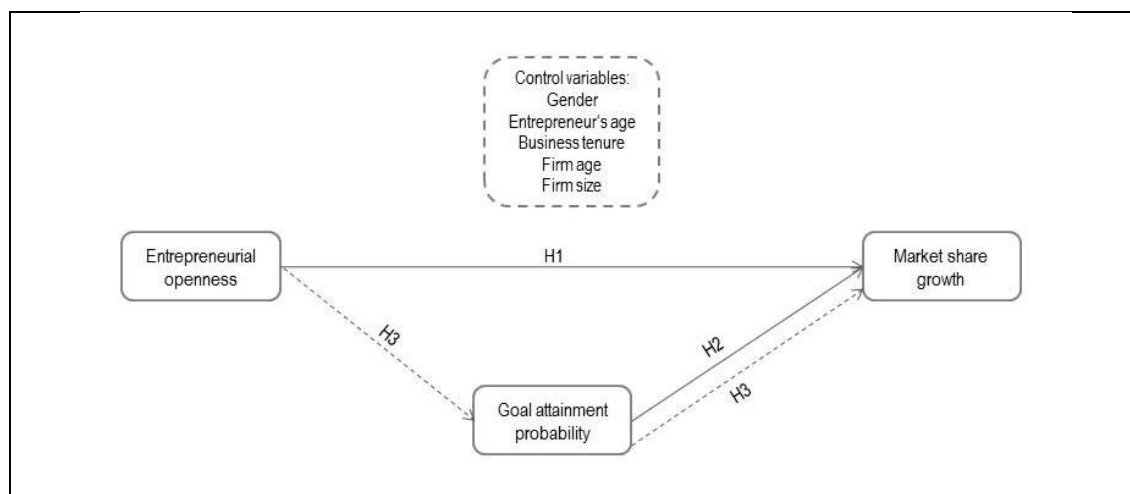 Control variables:
Gender
Entrepreneur‘s age
Business tenure
Firm age
Firm size
Entrepreneurial
openness
H1
Market share
growth
H3
H2
H3
Goal attainment
probability